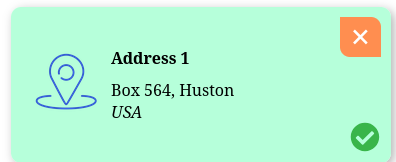 Address 1
Box 564, Huston
USA